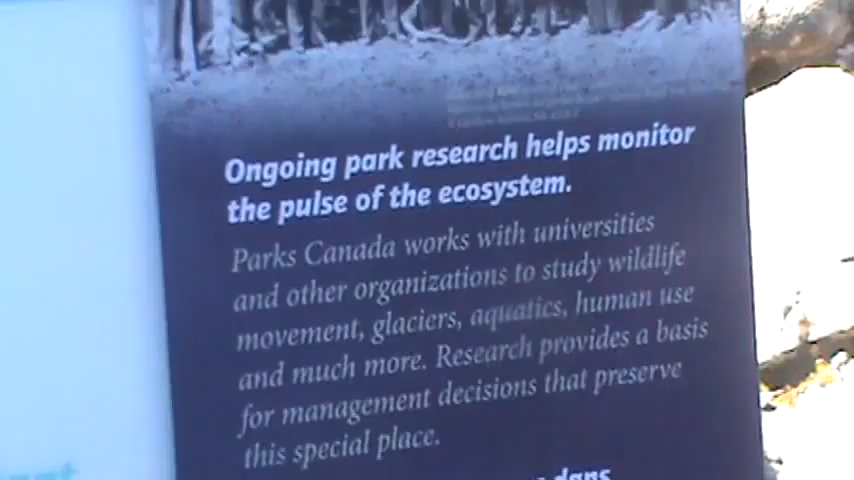 Ongoing park research helps monitor
the pulse of the ecosystem.
Parks Canada works with universities
and other organizations to study wildlife
movement, glaciers, aquatics, human use
and much more. Research provides a basis
for management decisions that preserve
this special place.
dans